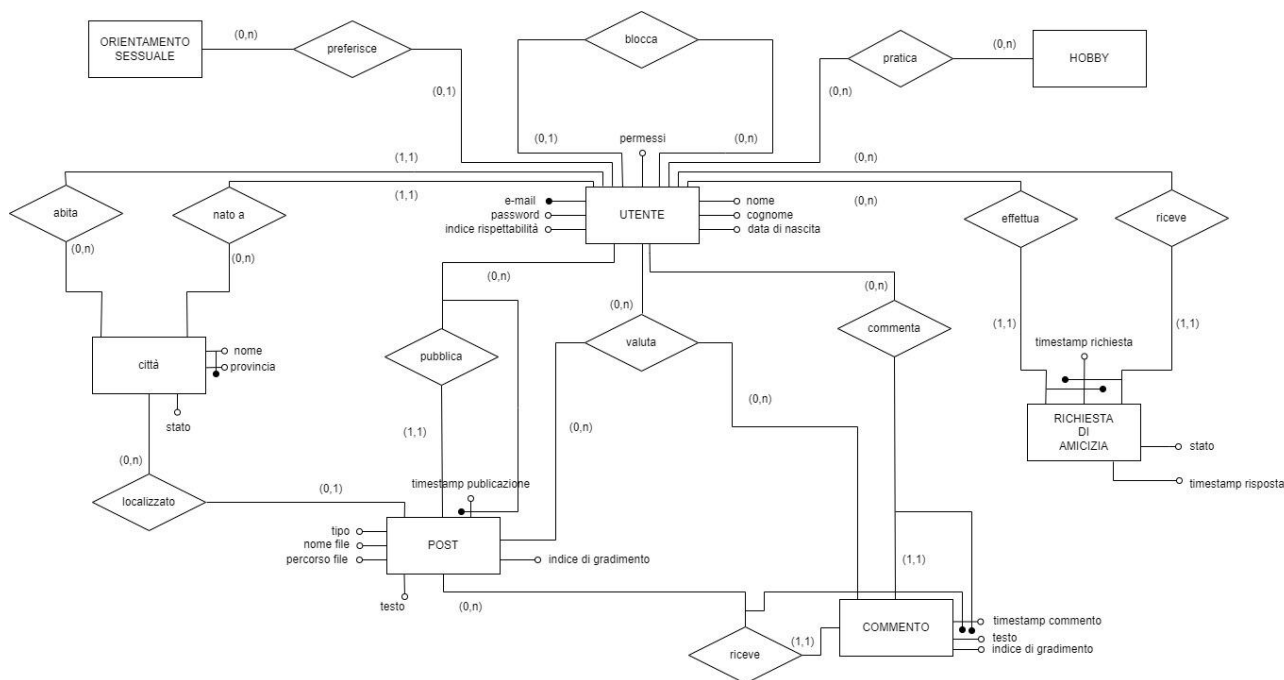 ORIENTAMENTO
SESSUALE
(0,n)
preferisce
(0,1)
blocca
(0,1)
(0,n)
pratica
(0,n)
(0,n)
HOBBY
permessi
(1,1)
(1,1)
(0,n)
(0,n)
abita
nato a
(0,n)
(0,n)
e-mail
password
indice rispettabilità
UTENTE
nome
cognome
data di nascita
effettua
riceve
(1,1)
(1,1)
timestamp richiesta
RICHIESTA
DI
AMICIZIA
stato
timestamp risposta
(0,n)
(0,n)
(0,n)
città
nome
provincia
stato
pubblica
valuta
commenta
(1,1)
(0,n)
(0,n)
(0,n)
localizzato
(0,1)
timestamp publicazione
tipo
nome file
percorso file
POST
indice di gradimento
testo
(0,n)
(1,1)
riceve
(1,1)
COMMENTO
timestamp commento
testo
indice di gradimento